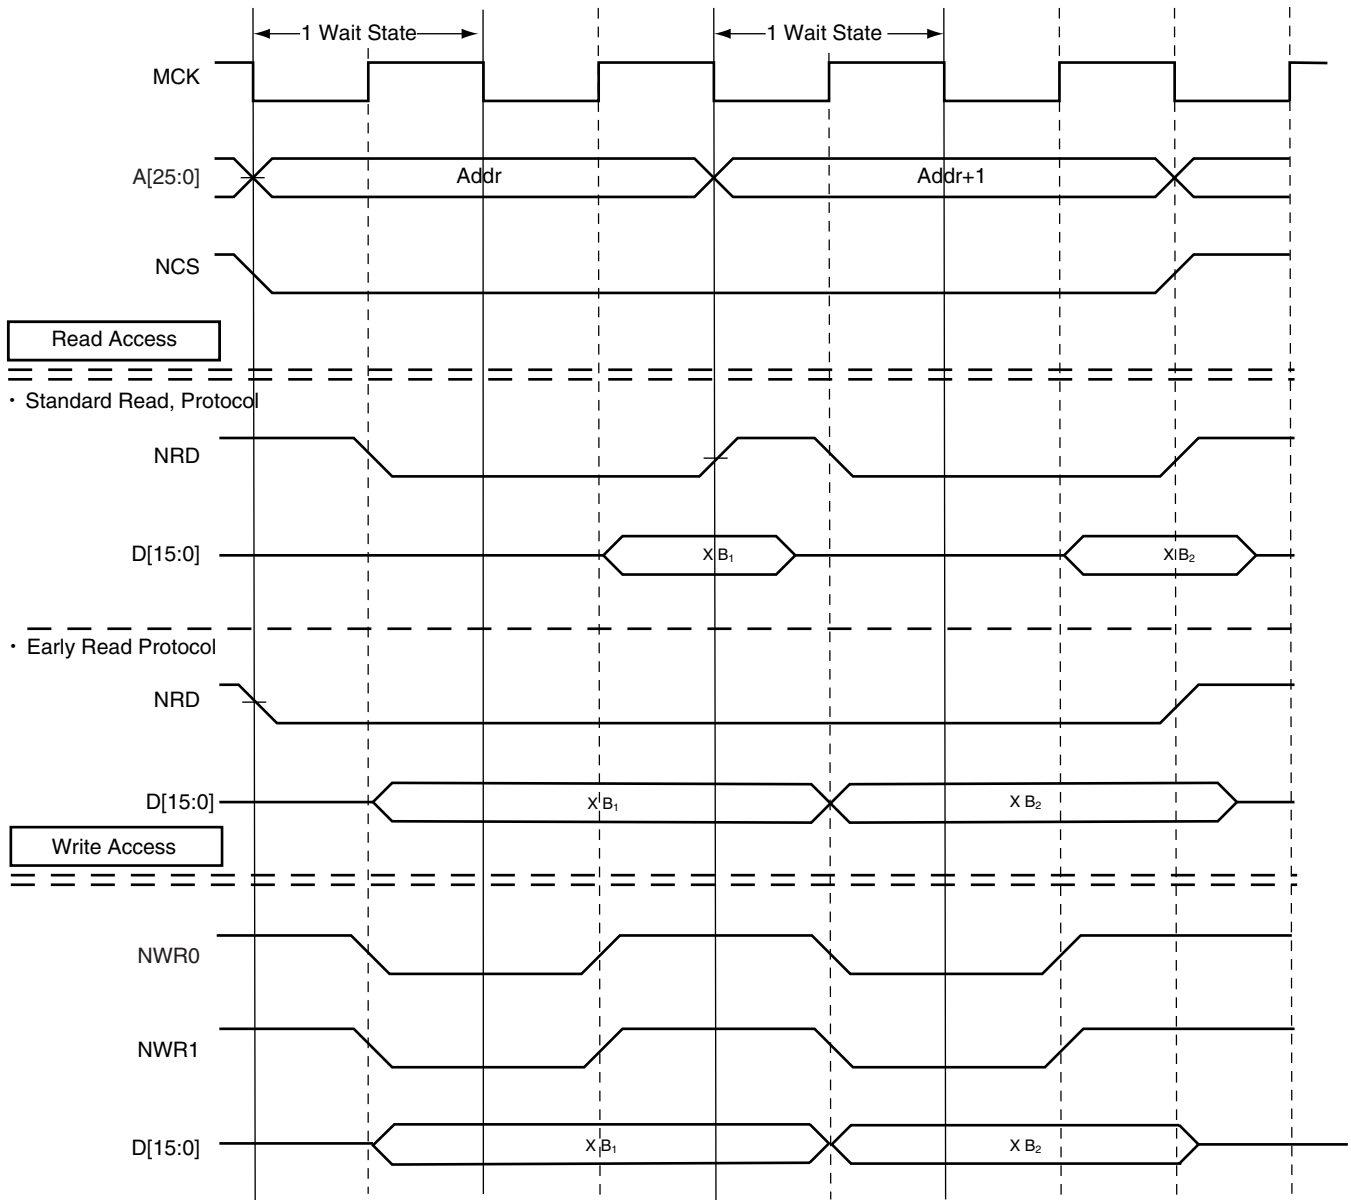 1 Wait State 1 Wait State
MCK
A[25:0] Addr Addr+1
NCS
Read Access
· Standard Read, Protocol
NRD
D[15:0] X B₁ X B₂
· Early Read Protocol
NRD
D[15:0] X B₁ X B₂
Write Access
NWR0
NWR1
D[15:0] X B₁ X B₂